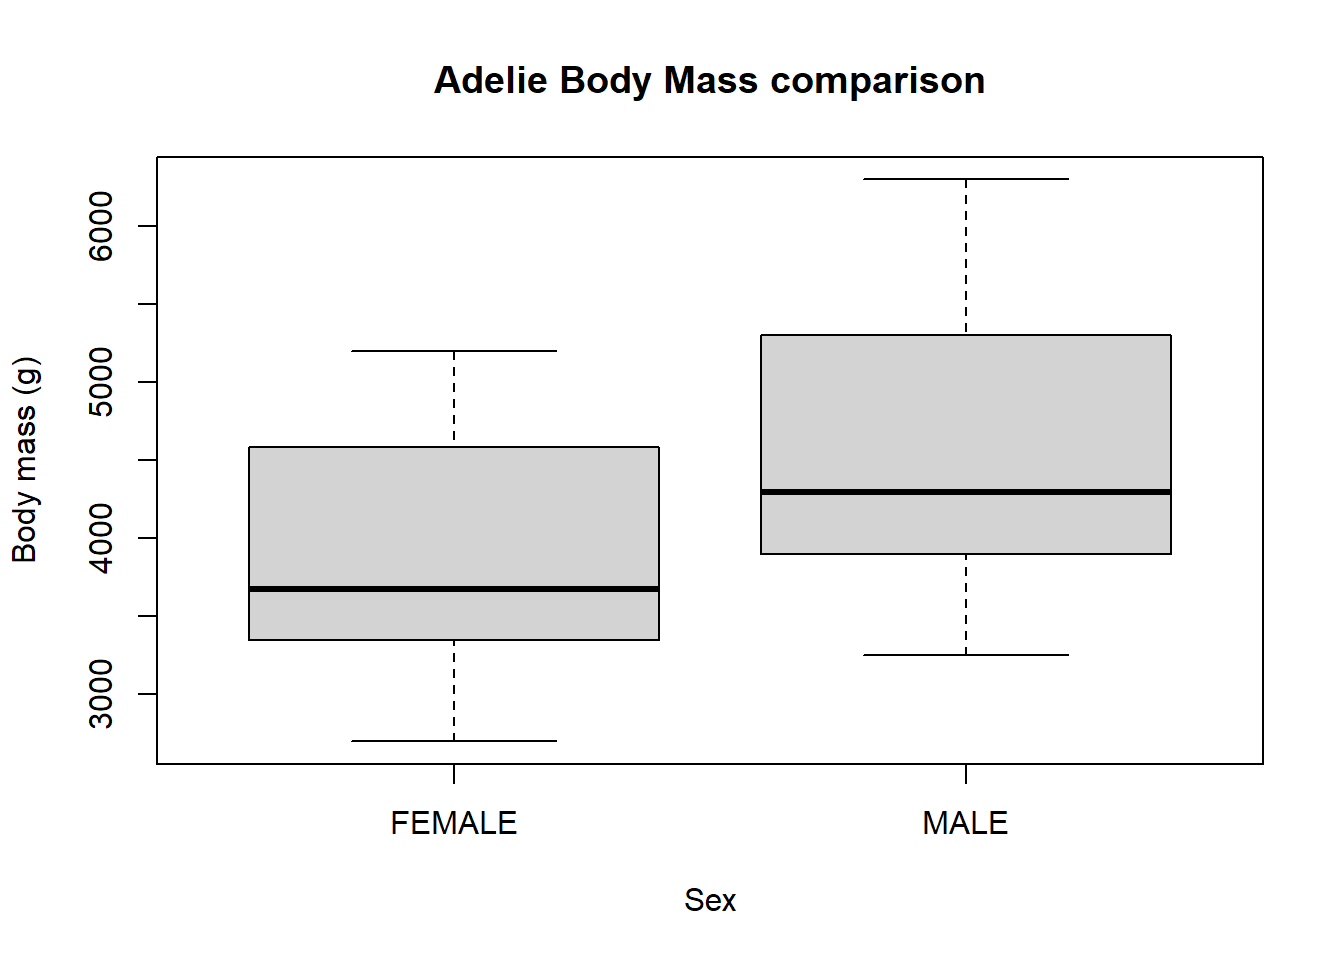 Adelie Body Mass comparison
Body mass (g)
6000
5000
4000
3000
FEMALE
MALE
Sex